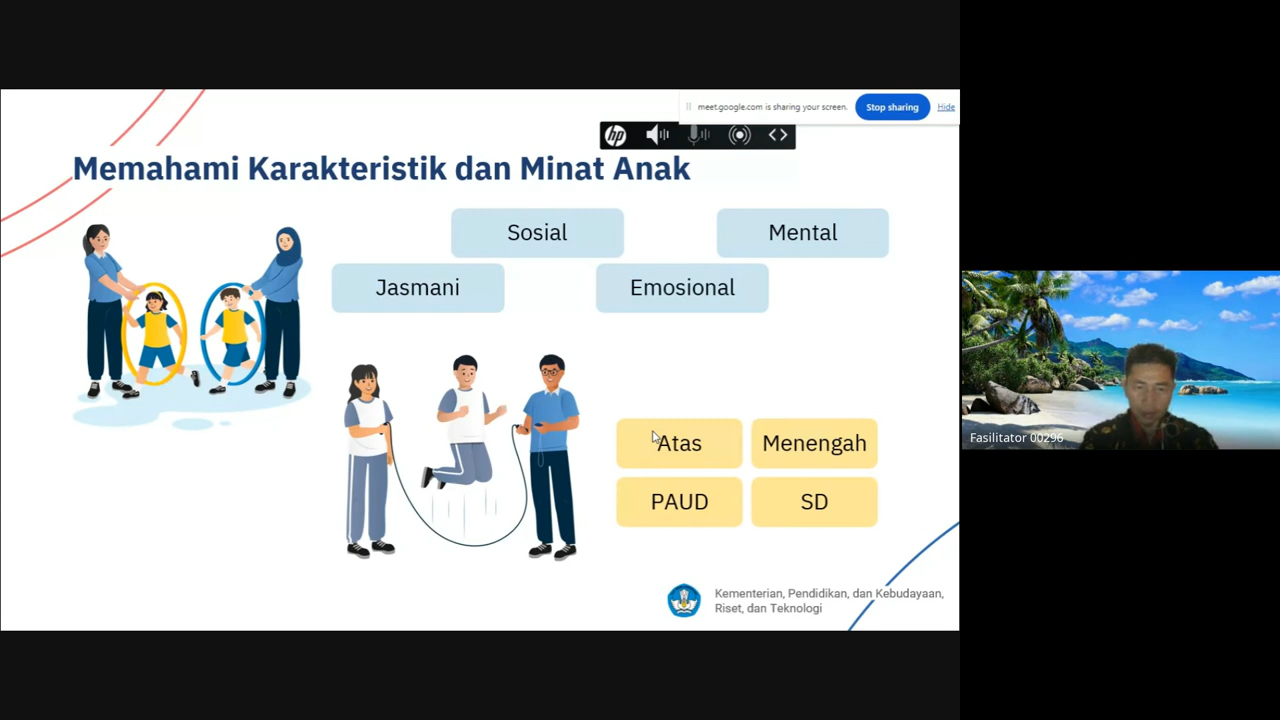 meet.google.com is sharing your screen.
Stop sharing
Hide
hp
Memahami Karakteristik dan Minat Anak
Sosial
Mental
Jasmani
Emosional
Atas
Menengah
PAUD
SD
Fasilitator 00296
Kementerian, Pendidikan, dan Kebudayaan,
Riset, dan Teknologi